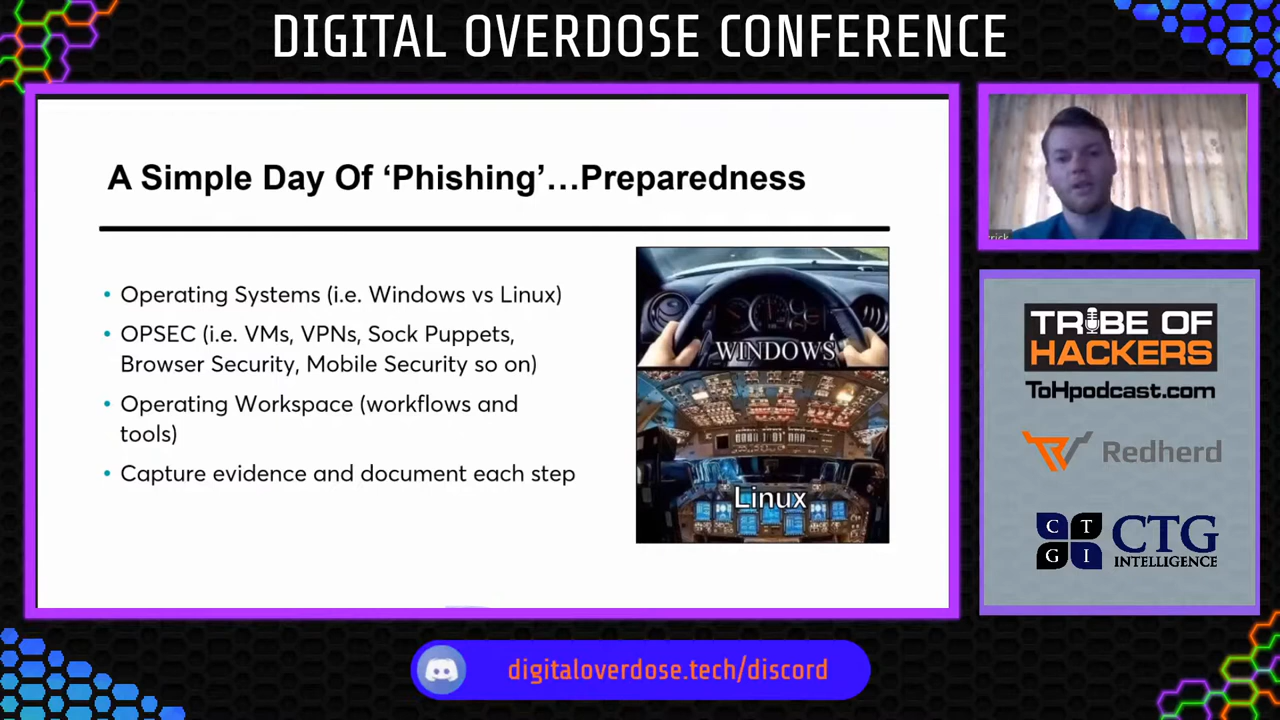 DIGITAL OVERDOSE CONFERENCE
A Simple Day Of ‘Phishing’…Preparedness
• Operating Systems (i.e. Windows vs Linux)
• OPSEC (i.e. VMs, VPNs, Sock Puppets,
Browser Security, Mobile Security so on)
• Operating Workspace (workflows and
tools)
• Capture evidence and document each step
WINDOWS
Linux
TRIBE OF
HACKERS
ToHpodcast.com
Redherd
C T
G I
CTG
INTELLIGENCE
digitaloverdose.tech/discord